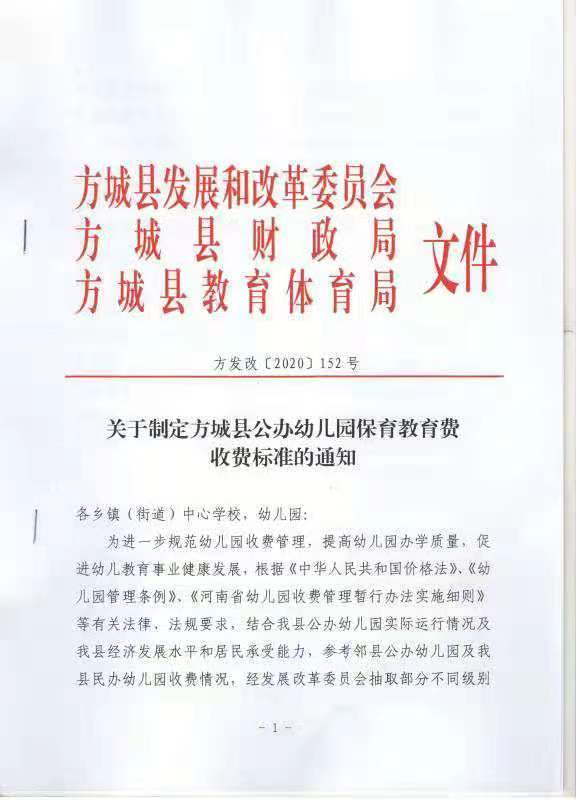 方城县发展和改革委员会
方城县财政局
方城县教育体育局
文件
方发改〔2020〕152号
关于制定方城县公办幼儿园保育教育费
收费标准的通知
各乡镇（街道）中心学校，幼儿园：
为进一步规范幼儿园收费管理，提高幼儿园办学质量，促
进幼儿教育事业健康发展，根据《中华人民共和国价格法》、《幼
儿园管理条例》、《河南省幼儿园收费管理暂行办法实施细则》
等有关法律，法规要求，结合我县公办幼儿园实际运行情况及
我县经济发展水平和居民承受能力，参考邻县公办幼儿园及我
县民办幼儿园收费情况，经发展改革委员会抽取部分不同级别
- 1 -